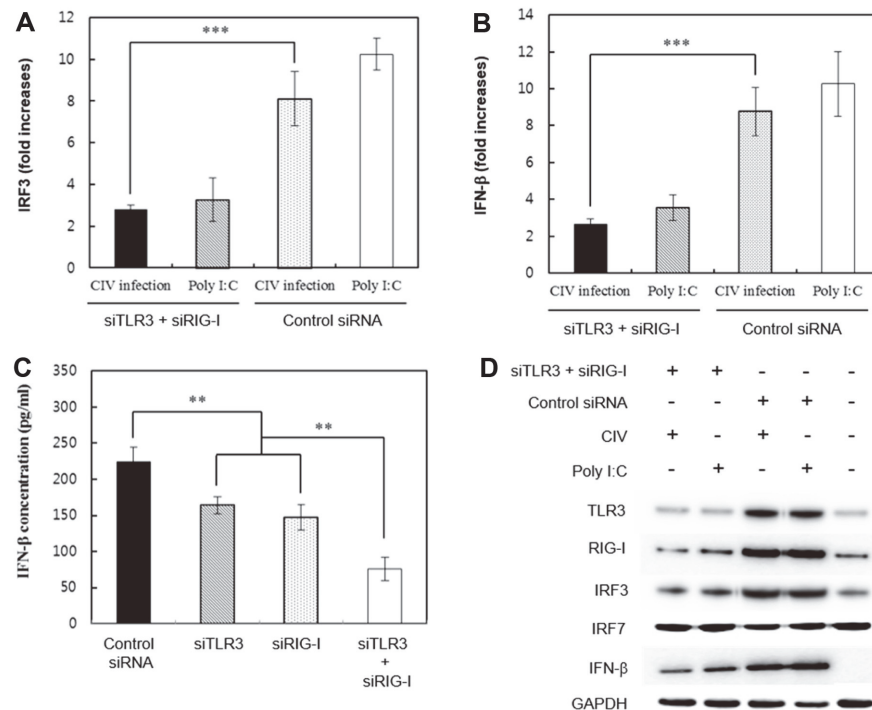 A
IRF3 (fold increases)
12
10
8
6
4
2
0
***
CIV infection Poly I:C CIV infection Poly I:C
siTLR3 + siRIG-I Control siRNA
B
IFN-β (fold increases)
14
12
10
8
6
4
2
0
***
CIV infection Poly I:C CIV infection Poly I:C
siTLR3 + siRIG-I Control siRNA
C
IFN-β concentration (pg/ml)
350
300
250
200
150
100
50
0
**
**
Control siTLR3 siRIG-I siTLR3
siRNA +
siRIG-I
D
siTLR3 + siRIG-I + + - - -
Control siRNA - - + + -
CIV + - + - -
Poly I:C - + - + -
TLR3
RIG-I
IRF3
IRF7
IFN-β
GAPDH